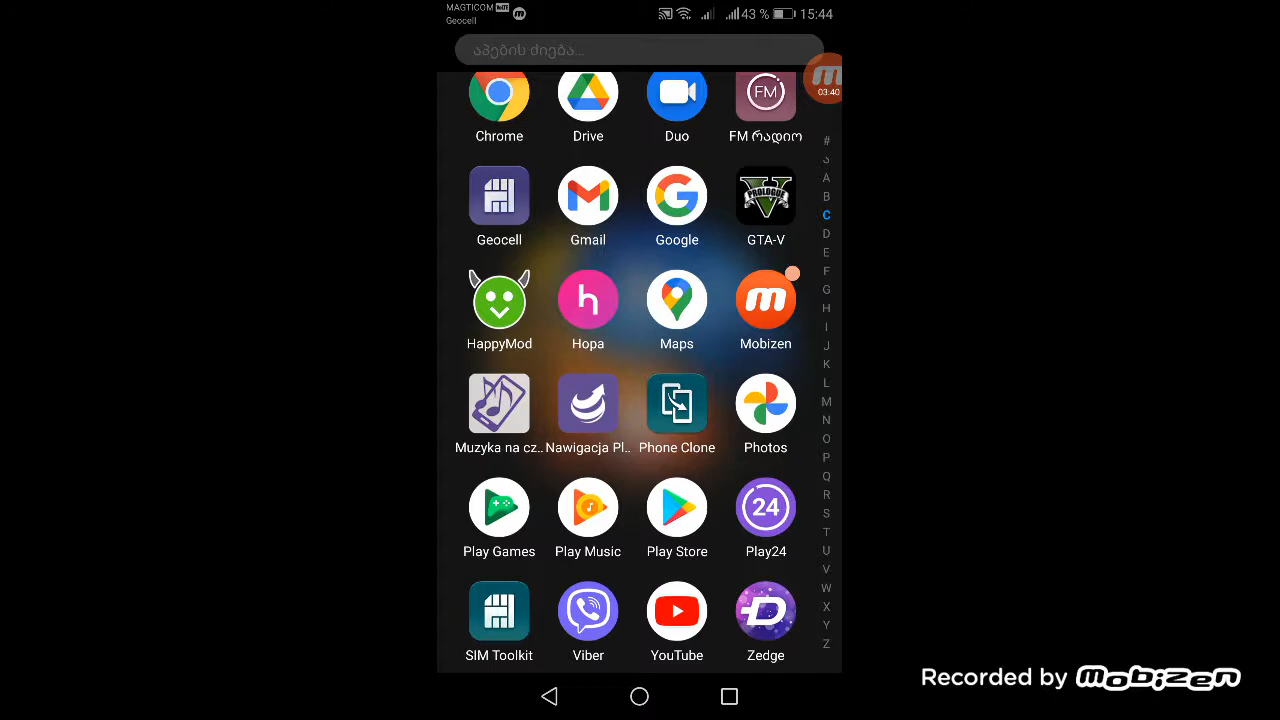 MAGTICOM
Geocell
43 % 15:44
აპების ძიება...
03:40
Chrome Drive Duo FM რადიო
FM
Geocell Gmail Google GTA-V
PROLOGUE
HappyMod Hopa Maps Mobizen
Muzyka na cz.. Nawigacja Pl.. Phone Clone Photos
24
Play Games Play Music Play Store Play24
SIM Toolkit Viber YouTube Zedge
#
ა
A
B
C
D
E
F
G
H
I
J
K
L
M
N
O
P
Q
R
S
T
U
V
W
X
Y
Z
Recorded by mobizen